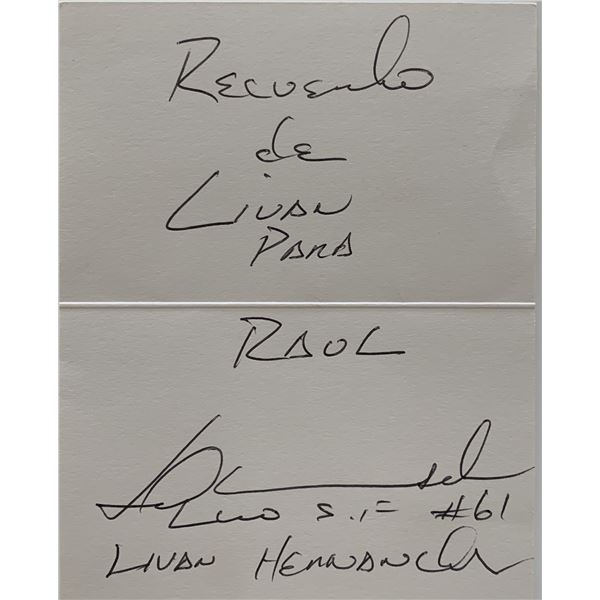 Recuerdo
de
Livan
Para
Raul
S.F #61
Livan Hernandez